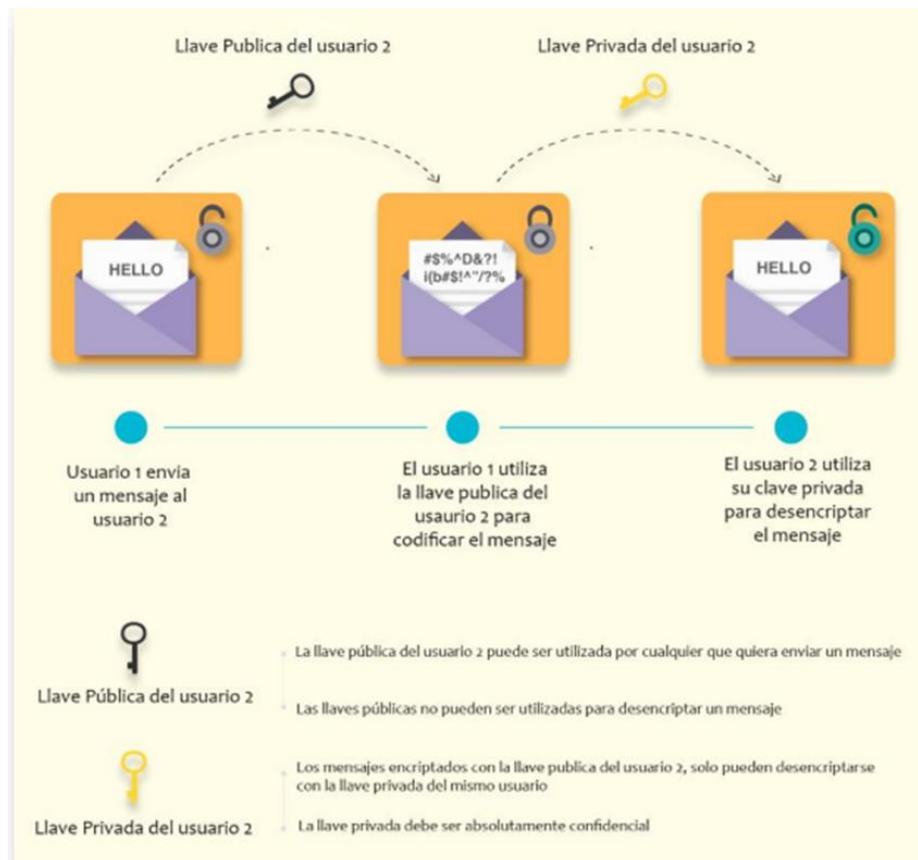 Llave Publica del usuario 2
Llave Privada del usuario 2
HELLO
#$%^D&?!
i(b#$!^"/?%
HELLO
Usuario 1 envia
un mensaje al
usuario 2
El usuario 1 utiliza
la llave publica del
usaurio 2 para
codificar el mensaje
El usuario 2 utiliza
su clave privada
para desencriptar
el mensaje
Llave Pública del usuario 2
La llave pública del usuario 2 puede ser utilizada por cualquier que quiera enviar un mensaje
Las llaves públicas no pueden ser utilizadas para desencriptar un mensaje
Llave Privada del usuario 2
Los mensajes encriptados con la llave publica del usuario 2, solo pueden desencriptarse
con la llave privada del mismo usuario
La llave privada debe ser absolutamente confidencial